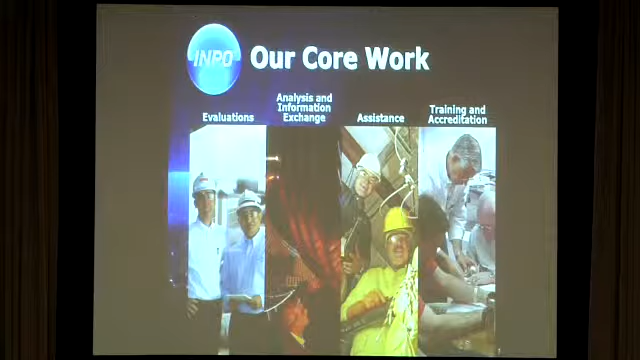 INPO
Our Core Work
Evaluations
Analysis and
Information
Exchange
Assistance
Training and
Accreditation